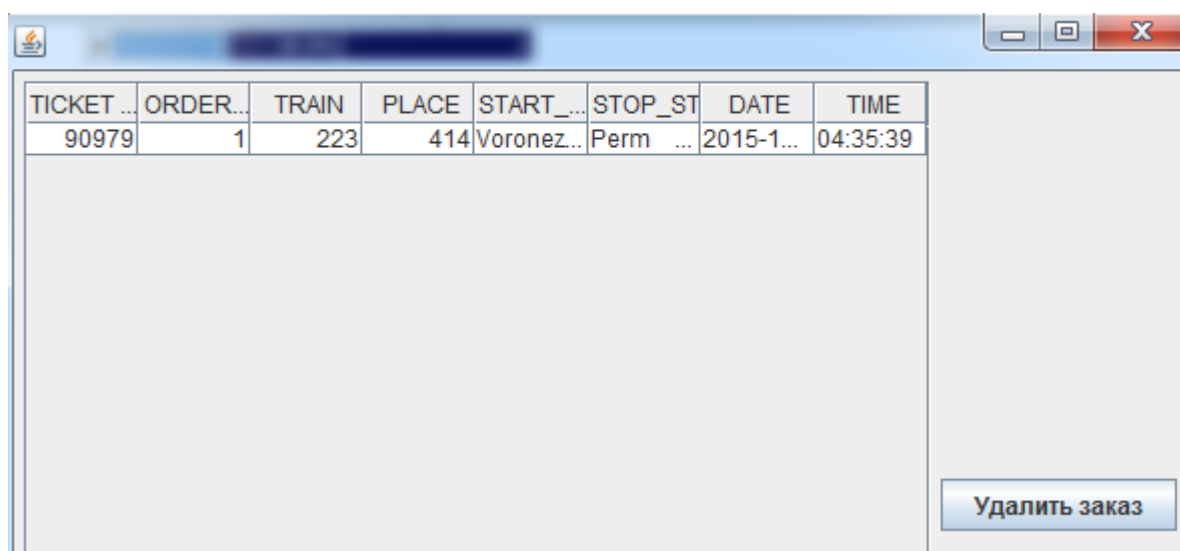 TICKET ... ORDER... TRAIN PLACE START_... STOP_ST DATE TIME
90979 1 223 414 Voronez... Perm ... 2015-1... 04:35:39
Удалить заказ